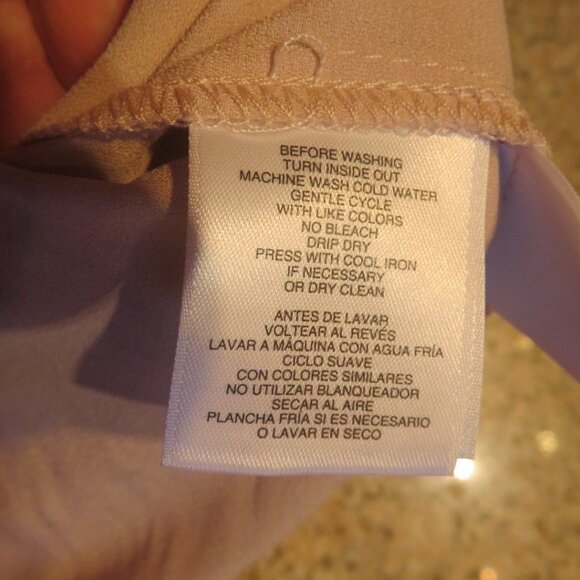 BEFORE WASHING
TURN INSIDE OUT
MACHINE WASH COLD WATER
GENTLE CYCLE
WITH LIKE COLORS
NO BLEACH
DRIP DRY
PRESS WITH COOL IRON
IF NECESSARY
OR DRY CLEAN
ANTES DE LAVAR
VOLTEAR AL REVÉS
LAVAR A MÁQUINA CON AGUA FRÍA
CICLO SUAVE
CON COLORES SIMILARES
NO UTILIZAR BLANQUEADOR
SECAR AL AIRE
PLANCHA FRÍA SI ES NECESARIO
O LAVAR EN SECO